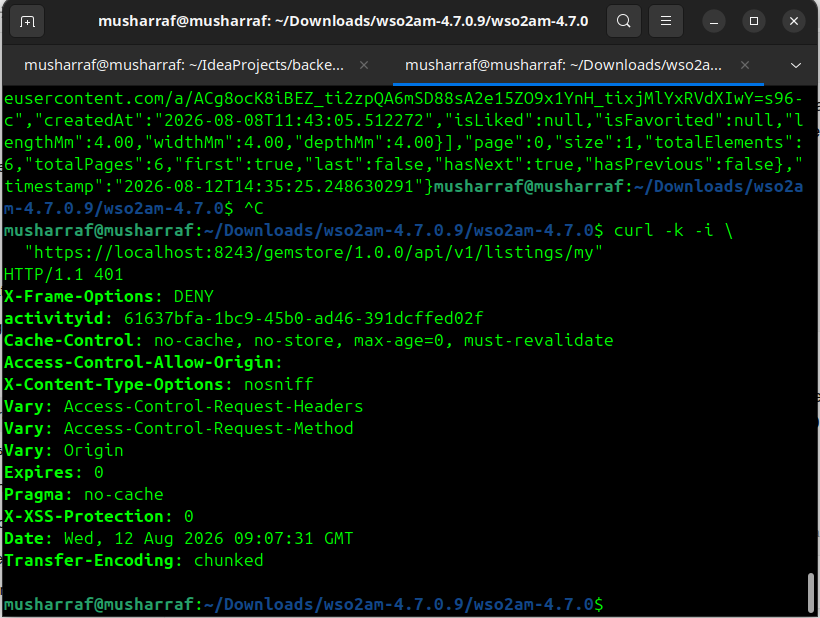 musharraf@musharraf: ~/Downloads/wso2am-4.7.0.9/wso2am-4.7.0
musharraf@musharraf: ~/IdeaProjects/backe...
musharraf@musharraf: ~/Downloads/wso2a...
eusercontent.com/a/ACg8ocK8iBEZ_ti2zpQA6mSD88sA2e15ZO9x1YnH_tixjMlYxRVdXIwY=s96-
c","createdAt":"2026-08-08T11:43:05.512272","isLiked":null,"isFavorited":null,"l
engthMm":4.00,"widthMm":4.00,"depthMm":4.00}],"page":0,"size":1,"totalElements":
6,"totalPages":6,"first":true,"last":false,"hasNext":true,"hasPrevious":false},"
timestamp":"2026-08-12T14:35:25.248630291"}musharraf@musharraf:~/Downloads/wso2a
m-4.7.0.9/wso2am-4.7.0$ ^C
musharraf@musharraf:~/Downloads/wso2am-4.7.0.9/wso2am-4.7.0$ curl -k -i \
  "https://localhost:8243/gemstore/1.0.0/api/v1/listings/my"
HTTP/1.1 401
X-Frame-Options: DENY
activityid: 61637bfa-1bc9-45b0-ad46-391dcffed02f
Cache-Control: no-cache, no-store, max-age=0, must-revalidate
Access-Control-Allow-Origin:
X-Content-Type-Options: nosniff
Vary: Access-Control-Request-Headers
Vary: Access-Control-Request-Method
Vary: Origin
Expires: 0
Pragma: no-cache
X-XSS-Protection: 0
Date: Wed, 12 Aug 2026 09:07:31 GMT
Transfer-Encoding: chunked
musharraf@musharraf:~/Downloads/wso2am-4.7.0.9/wso2am-4.7.0$